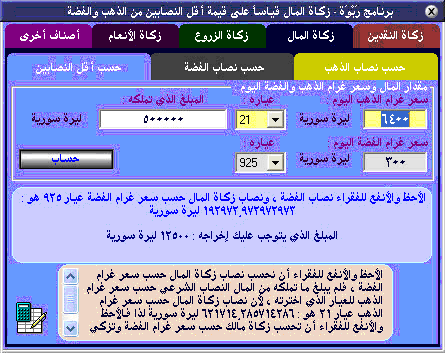 برنامج ربّوة - زكاة المال قياساً على قيمة أقل النصابين من الذهب والفضة
زكاة النقدين زكاة المال زكاة الزروع زكاة الأنعام أصناف أخرى
حسب نصاب الذهب حسب نصاب الفضة حسب أقل النصابين
مقدار المال وسعر غرام الذهب والفضة اليوم
سعر غرام الذهب اليوم : عياره : المبلغ الذي تملكه :
٦٤٠٠ ليرة سورية 21 ٥٠٠٠٠٠ ليرة سورية
سعر غرام الفضة اليوم : عياره :
٣٠٠ ليرة سورية 925 حساب
الأحظ والأنفع للفقراء نصاب الفضة ، ونصاب زكاة المال حسب سعر غرام الفضة عيار ٩٢٥ هو :
١٩٢٩٧٢,٩٧٢٩٧٢٩٧٣ ليرة سورية
المبلغ الذي يتوجب عليك إخراجه : ١٢٥٠٠ ليرة سورية
الأحظ والأنفع للفقراء أن نحسب نصاب زكاة المال حسب سعر غرام
الفضة ، فلم يبلغ ما تملكه من المال النصاب الشرعي حسب سعر غرام
الذهب للعيار الذي اخترته ، لأن نصاب زكاة المال حسب سعر غرام
الذهب عيار ٢١ هو : ٦٢١٧١٤,٢٨٥٧١٤٢٨٦ ليرة سورية لذا فالأحظ
والأنفع للفقراء أن تحسب زكاة مالك حسب سعر غرام الفضة وتزكي